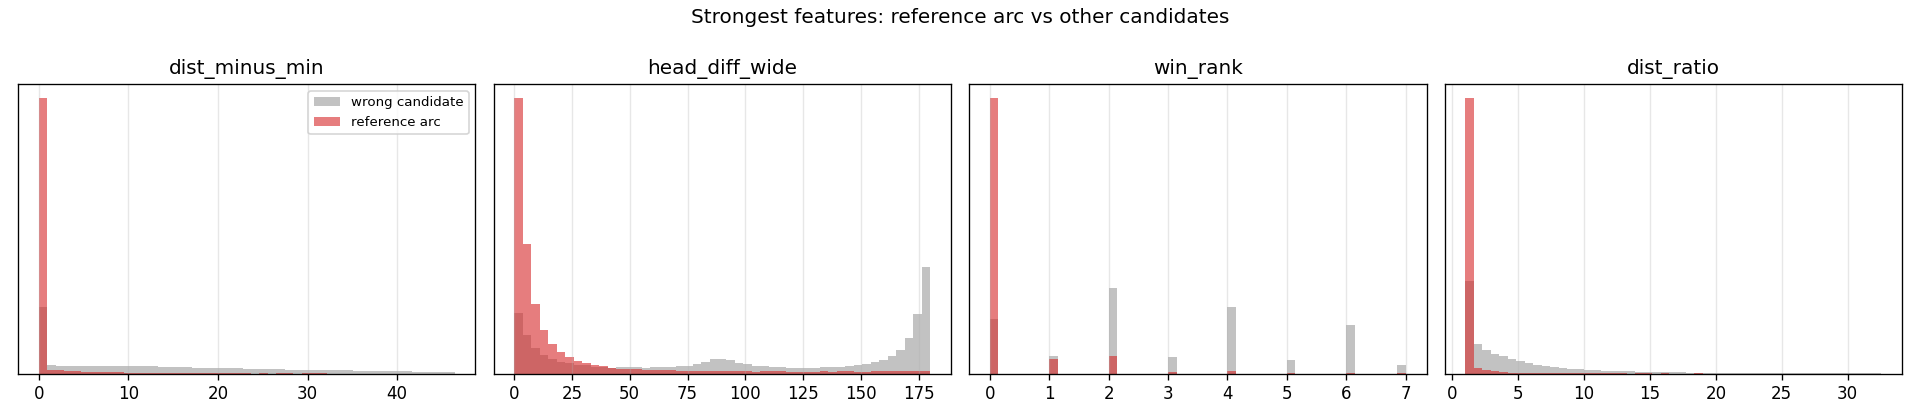 Strongest features: reference arc vs other candidates
dist_minus_min
head_diff_wide
win_rank
dist_ratio
wrong candidate
reference arc
0 10 20 30 40
0 25 50 75 100 125 150 175
0 1 2 3 4 5 6 7
0 5 10 15 20 25 30